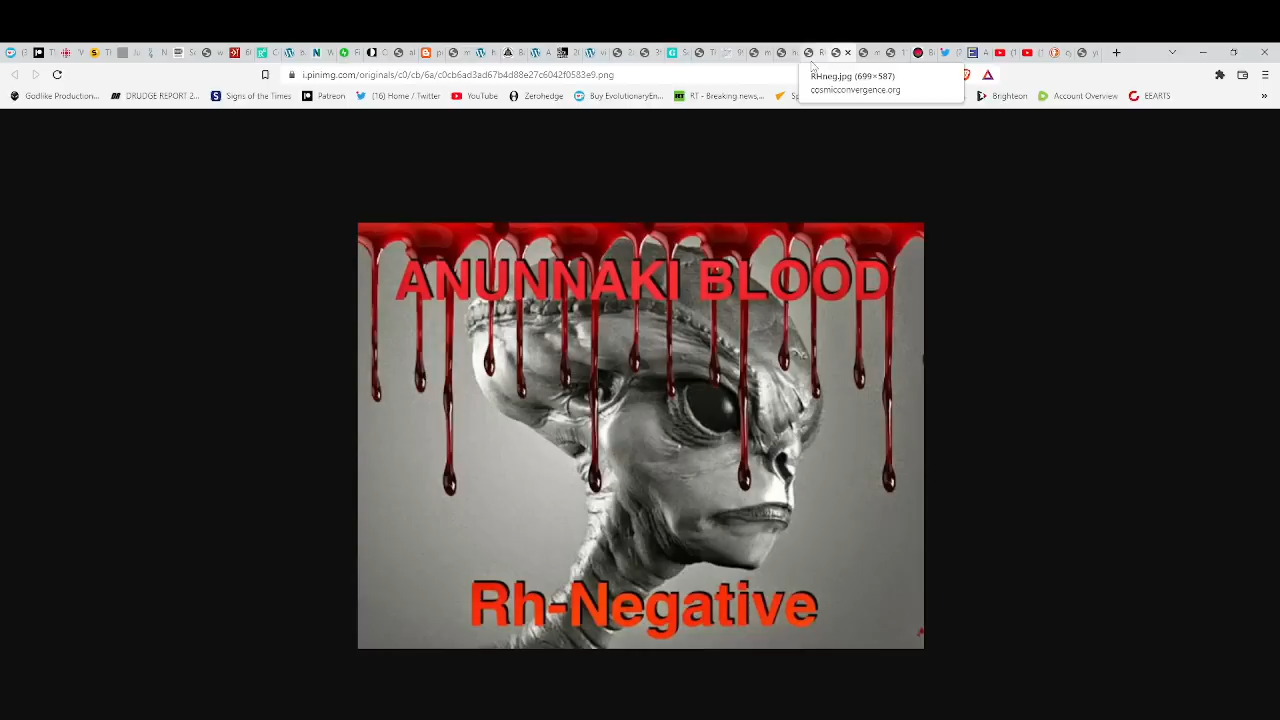 i.pinimg.com/originals/c0/cb/6a/c0cb6ad3ad67b4d88e27c6042f0583e9.png
RHneg.jpg (699×587)
cosmicconvergence.org
Godlike Production...
DRUDGE REPORT 2...
Signs of the Times
Patreon
(16) Home / Twitter
YouTube
Zerohedge
Buy EvolutionaryEn...
RT - Breaking news,...
Brighteon
Account Overview
EEARTS
»
ANUNNAKI BLOOD
Rh-Negative